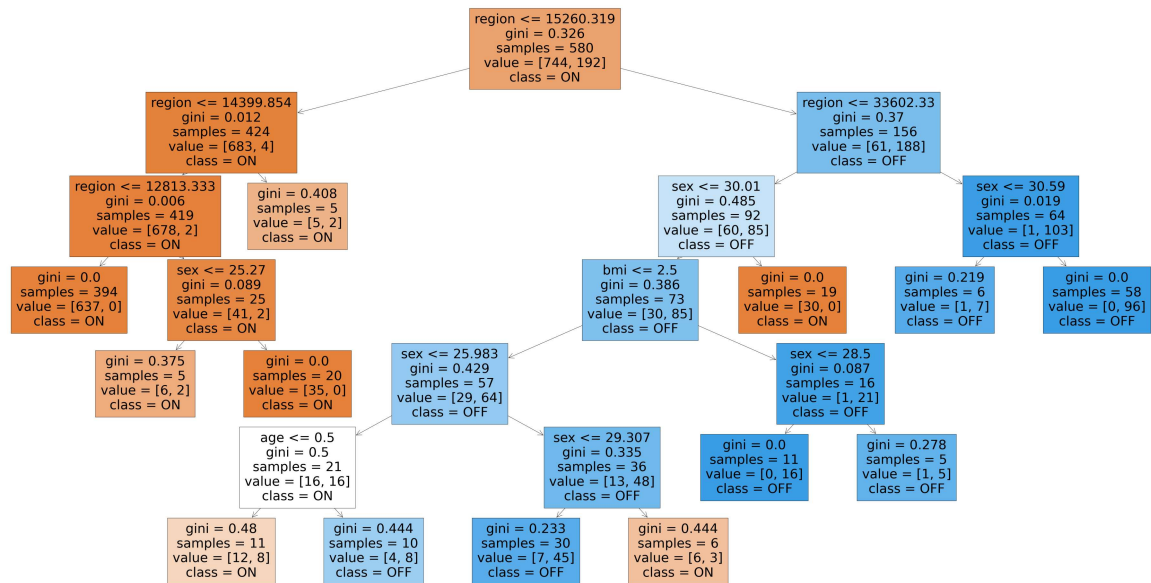 region <= 15260.319
gini = 0.326
samples = 580
value = [744, 192]
class = ON
region <= 14399.854
gini = 0.012
samples = 424
value = [683, 4]
class = ON
region <= 33602.33
gini = 0.37
samples = 156
value = [61, 188]
class = OFF
region <= 12813.333
gini = 0.006
samples = 419
value = [678, 2]
class = ON
gini = 0.408
samples = 5
value = [5, 2]
class = ON
sex <= 30.01
gini = 0.485
samples = 92
value = [60, 85]
class = OFF
sex <= 30.59
gini = 0.019
samples = 64
value = [1, 103]
class = OFF
gini = 0.0
samples = 394
value = [637, 0]
class = ON
sex <= 25.27
gini = 0.089
samples = 25
value = [41, 2]
class = ON
bmi <= 2.5
gini = 0.386
samples = 73
value = [30, 85]
class = OFF
gini = 0.0
samples = 19
value = [30, 0]
class = ON
gini = 0.219
samples = 6
value = [1, 7]
class = OFF
gini = 0.0
samples = 58
value = [0, 96]
class = OFF
gini = 0.375
samples = 5
value = [6, 2]
class = ON
gini = 0.0
samples = 20
value = [35, 0]
class = ON
sex <= 25.983
gini = 0.429
samples = 57
value = [29, 64]
class = OFF
sex <= 28.5
gini = 0.087
samples = 16
value = [1, 21]
class = OFF
age <= 0.5
gini = 0.5
samples = 21
value = [16, 16]
class = ON
sex <= 29.307
gini = 0.335
samples = 36
value = [13, 48]
class = OFF
gini = 0.0
samples = 11
value = [0, 16]
class = OFF
gini = 0.278
samples = 5
value = [1, 5]
class = OFF
gini = 0.48
samples = 11
value = [12, 8]
class = ON
gini = 0.444
samples = 10
value = [4, 8]
class = OFF
gini = 0.233
samples = 30
value = [7, 45]
class = OFF
gini = 0.444
samples = 6
value = [6, 3]
class = ON